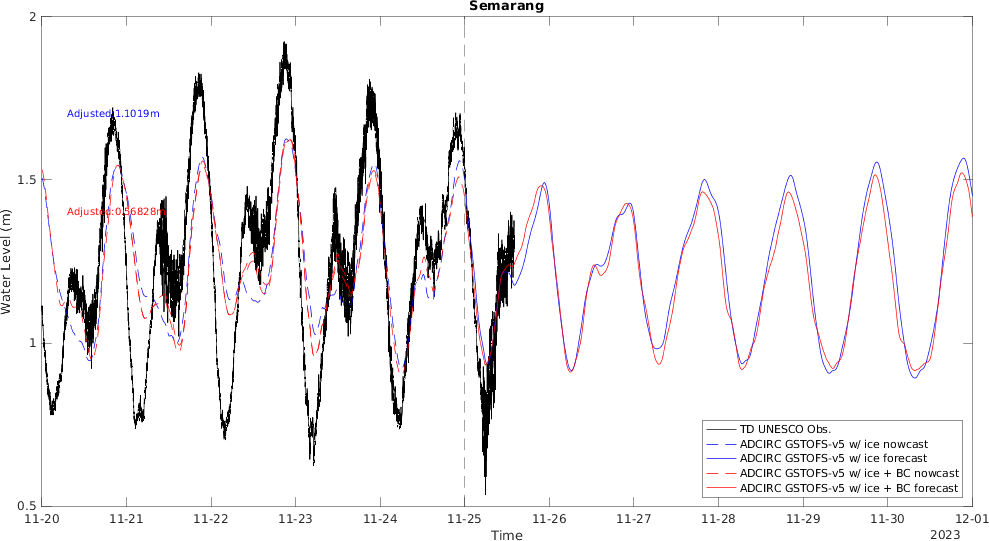 Semarang
2
1.5
1
0.5
Water Level (m)
Adjusted:1.1019m
Adjusted:0.56828m
TD UNESCO Obs.
ADCIRC GSTOFS-v5 w/ ice nowcast
ADCIRC GSTOFS-v5 w/ ice forecast
ADCIRC GSTOFS-v5 w/ ice + BC nowcast
ADCIRC GSTOFS-v5 w/ ice + BC forecast
11-20 11-21 11-22 11-23 11-24 11-25 11-26 11-27 11-28 11-29 11-30 12-01
Time
2023